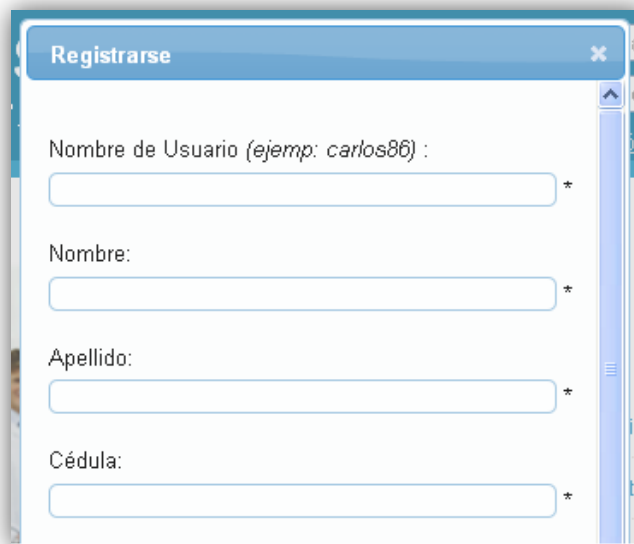 Registrarse
Nombre de Usuario (ejemp: carlos86) :
*
Nombre:
*
Apellido:
*
Cédula:
*